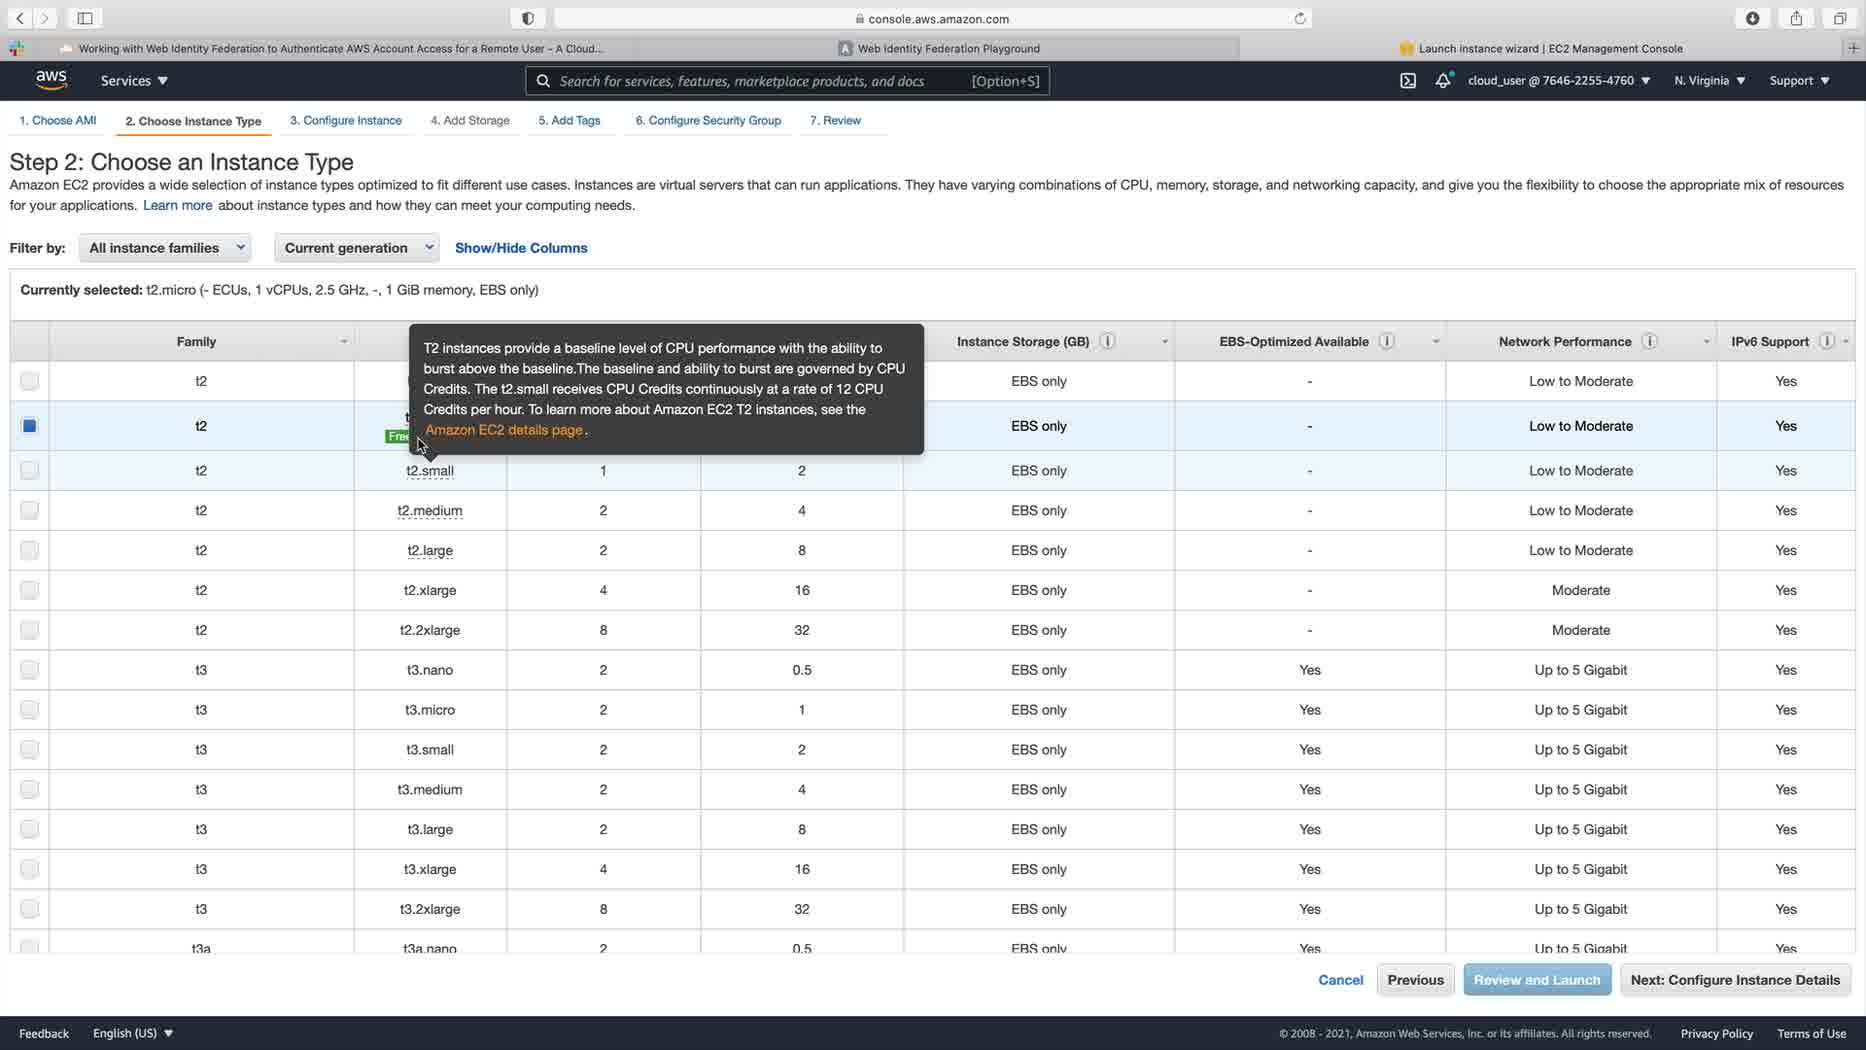 console.aws.amazon.com
Working with Web Identity Federation to Authenticate AWS Account Access for a Remote User - A Cloud...
A Web Identity Federation Playground
Launch instance wizard | EC2 Management Console
aws Services
Search for services, features, marketplace products, and docs [Option+S]
cloud_user @ 7646-2255-4760 N. Virginia Support
1. Choose AMI 2. Choose Instance Type 3. Configure Instance 4. Add Storage 5. Add Tags 6. Configure Security Group 7. Review
Step 2: Choose an Instance Type
Amazon EC2 provides a wide selection of instance types optimized to fit different use cases. Instances are virtual servers that can run applications. They have varying combinations of CPU, memory, storage, and networking capacity, and give you the flexibility to choose the appropriate mix of resources
for your applications. Learn more about instance types and how they can meet your computing needs.
Filter by: All instance families Current generation Show/Hide Columns
Currently selected: t2.micro (- ECUs, 1 vCPUs, 2.5 GHz, -, 1 GiB memory, EBS only)
Family Instance Storage (GB) i EBS-Optimized Available i Network Performance i IPv6 Support i
T2 instances provide a baseline level of CPU performance with the ability to
burst above the baseline.The baseline and ability to burst are governed by CPU
Credits. The t2.small receives CPU Credits continuously at a rate of 12 CPU
Credits per hour. To learn more about Amazon EC2 T2 instances, see the
Amazon EC2 details page.
t2 EBS only - Low to Moderate Yes
t2 EBS only - Low to Moderate Yes
Free
t2 t2.small 1 2 EBS only - Low to Moderate Yes
t2 t2.medium 2 4 EBS only - Low to Moderate Yes
t2 t2.large 2 8 EBS only - Low to Moderate Yes
t2 t2.xlarge 4 16 EBS only - Moderate Yes
t2 t2.2xlarge 8 32 EBS only - Moderate Yes
t3 t3.nano 2 0.5 EBS only Yes Up to 5 Gigabit Yes
t3 t3.micro 2 1 EBS only Yes Up to 5 Gigabit Yes
t3 t3.small 2 2 EBS only Yes Up to 5 Gigabit Yes
t3 t3.medium 2 4 EBS only Yes Up to 5 Gigabit Yes
t3 t3.large 2 8 EBS only Yes Up to 5 Gigabit Yes
t3 t3.xlarge 4 16 EBS only Yes Up to 5 Gigabit Yes
t3 t3.2xlarge 8 32 EBS only Yes Up to 5 Gigabit Yes
t3a t3a.nano 2 0.5 EBS only Yes Up to 5 Gigabit Yes
Cancel Previous Review and Launch Next: Configure Instance Details
Feedback English (US)
© 2008 - 2021, Amazon Web Services, Inc. or its affiliates. All rights reserved. Privacy Policy Terms of Use